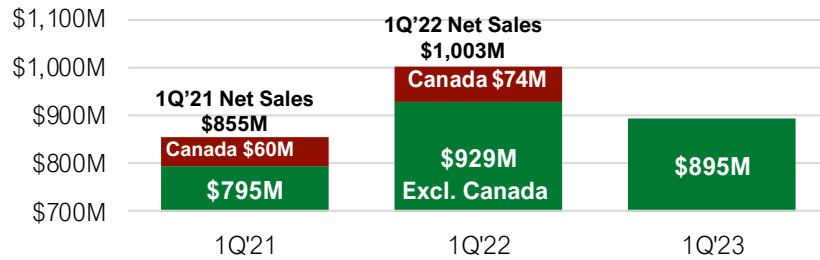 $1,100M
1Q’22 Net Sales
$1,003M
$1,000M
Canada $74M
1Q’21 Net Sales
$855M
$900M
Canada $60M
$929M
$895M
$800M
$795M
Excl. Canada
$700M
1Q'21
1Q'22
1Q'23